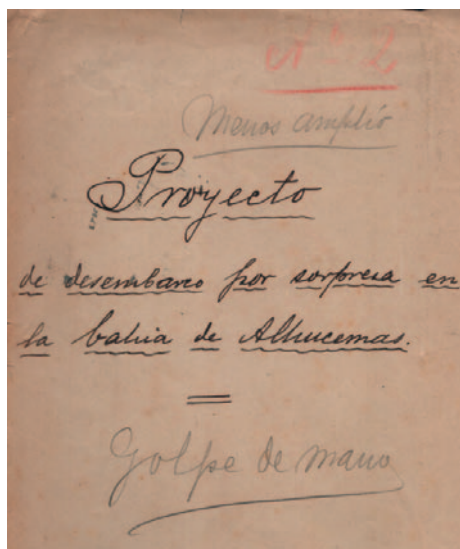 Nº 2
Menos amplio
Proyecto
de desembarco por sorpresa en
la bahia de Alhucemas.
Golpe de mano